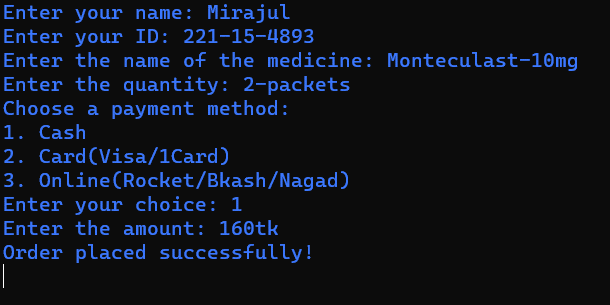 Enter your name: Mirajul
Enter your ID: 221-15-4893
Enter the name of the medicine: Monteculast-10mg
Enter the quantity: 2-packets
Choose a payment method:
1. Cash
2. Card(Visa/1Card)
3. Online(Rocket/Bkash/Nagad)
Enter your choice: 1
Enter the amount: 160tk
Order placed successfully!